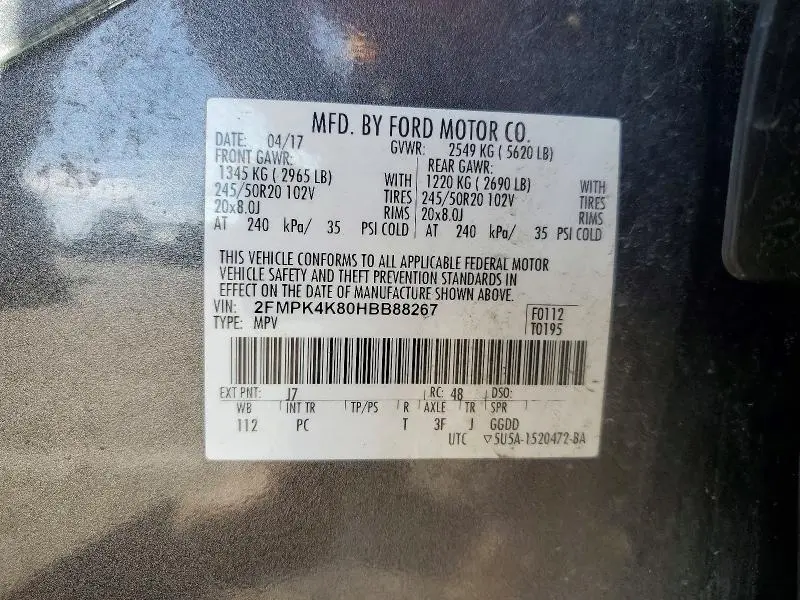 MFD. BY FORD MOTOR CO.
DATE: 04/17 GVWR: 2549 KG ( 5620 LB)
FRONT GAWR: REAR GAWR:
1345 KG ( 2965 LB) WITH 1220 KG ( 2690 LB) WITH
245/50R20 102V TIRES 245/50R20 102V TIRES
20x8.0J RIMS 20x8.0J RIMS
AT 240 kPa/ 35 PSI COLD AT 240 kPa/ 35 PSI COLD
THIS VEHICLE CONFORMS TO ALL APPLICABLE FEDERAL MOTOR
VEHICLE SAFETY AND THEFT PREVENTION STANDARDS IN
EFFECT ON THE DATE OF MANUFACTURE SHOWN ABOVE.
VIN: 2FMPK4K80HBB88267 F0112
TYPE: MPV T0195
EXT PNT: J7 RC: 48 DSO:
WB INT TR TP/PS R AXLE TR SPR
112 PC T 3F J GGDD
UTC ▽5U5A-1520472-BA